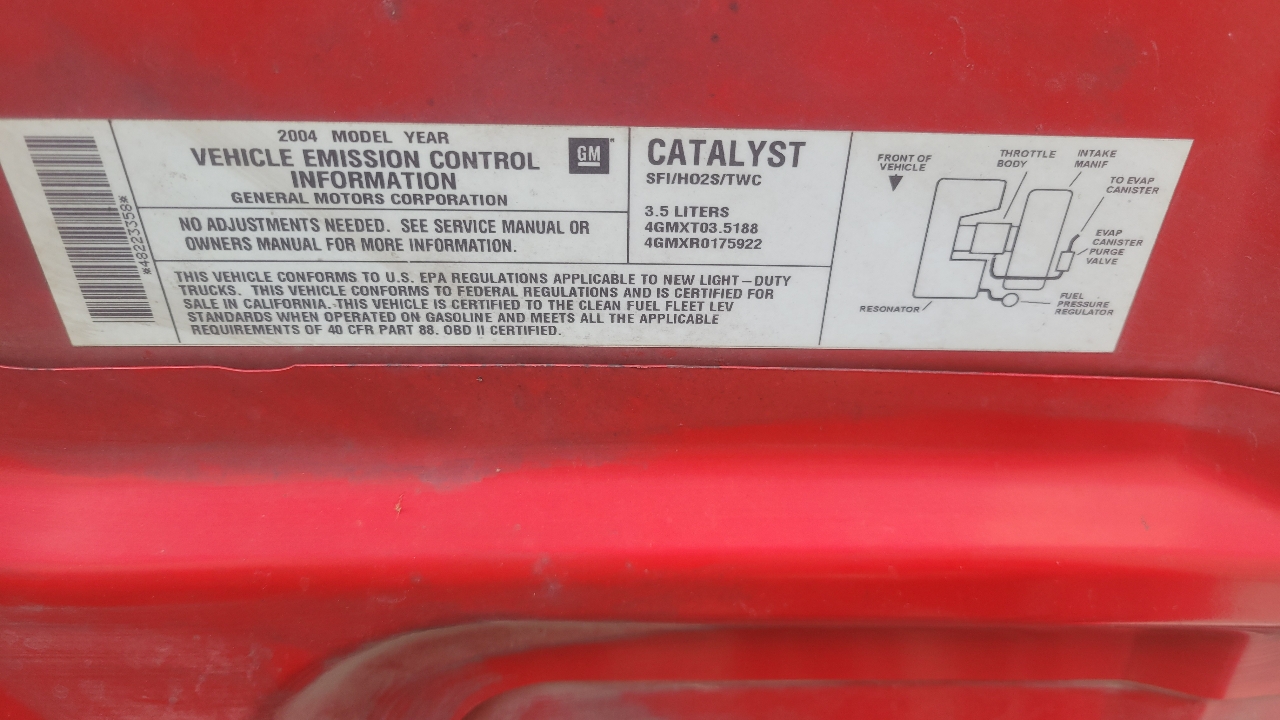 *48223358*
2004 MODEL YEAR
VEHICLE EMISSION CONTROL
INFORMATION
GENERAL MOTORS CORPORATION
GM
NO ADJUSTMENTS NEEDED. SEE SERVICE MANUAL OR
OWNERS MANUAL FOR MORE INFORMATION.
CATALYST
SFI/HO2S/TWC
3.5 LITERS
4GMXT03.5188
4GMXR0175922
THIS VEHICLE CONFORMS TO U.S. EPA REGULATIONS APPLICABLE TO NEW LIGHT-DUTY
TRUCKS. THIS VEHICLE CONFORMS TO FEDERAL REGULATIONS AND IS CERTIFIED FOR
SALE IN CALIFORNIA. THIS VEHICLE IS CERTIFIED TO THE CLEAN FUEL FLEET LEV
STANDARDS WHEN OPERATED ON GASOLINE AND MEETS ALL THE APPLICABLE
REQUIREMENTS OF 40 CFR PART 88. OBD II CERTIFIED.
FRONT OF
VEHICLE
THROTTLE
BODY
INTAKE
MANIF
TO EVAP
CANISTER
EVAP
CANISTER
PURGE
VALVE
FUEL
PRESSURE
REGULATOR
RESONATOR